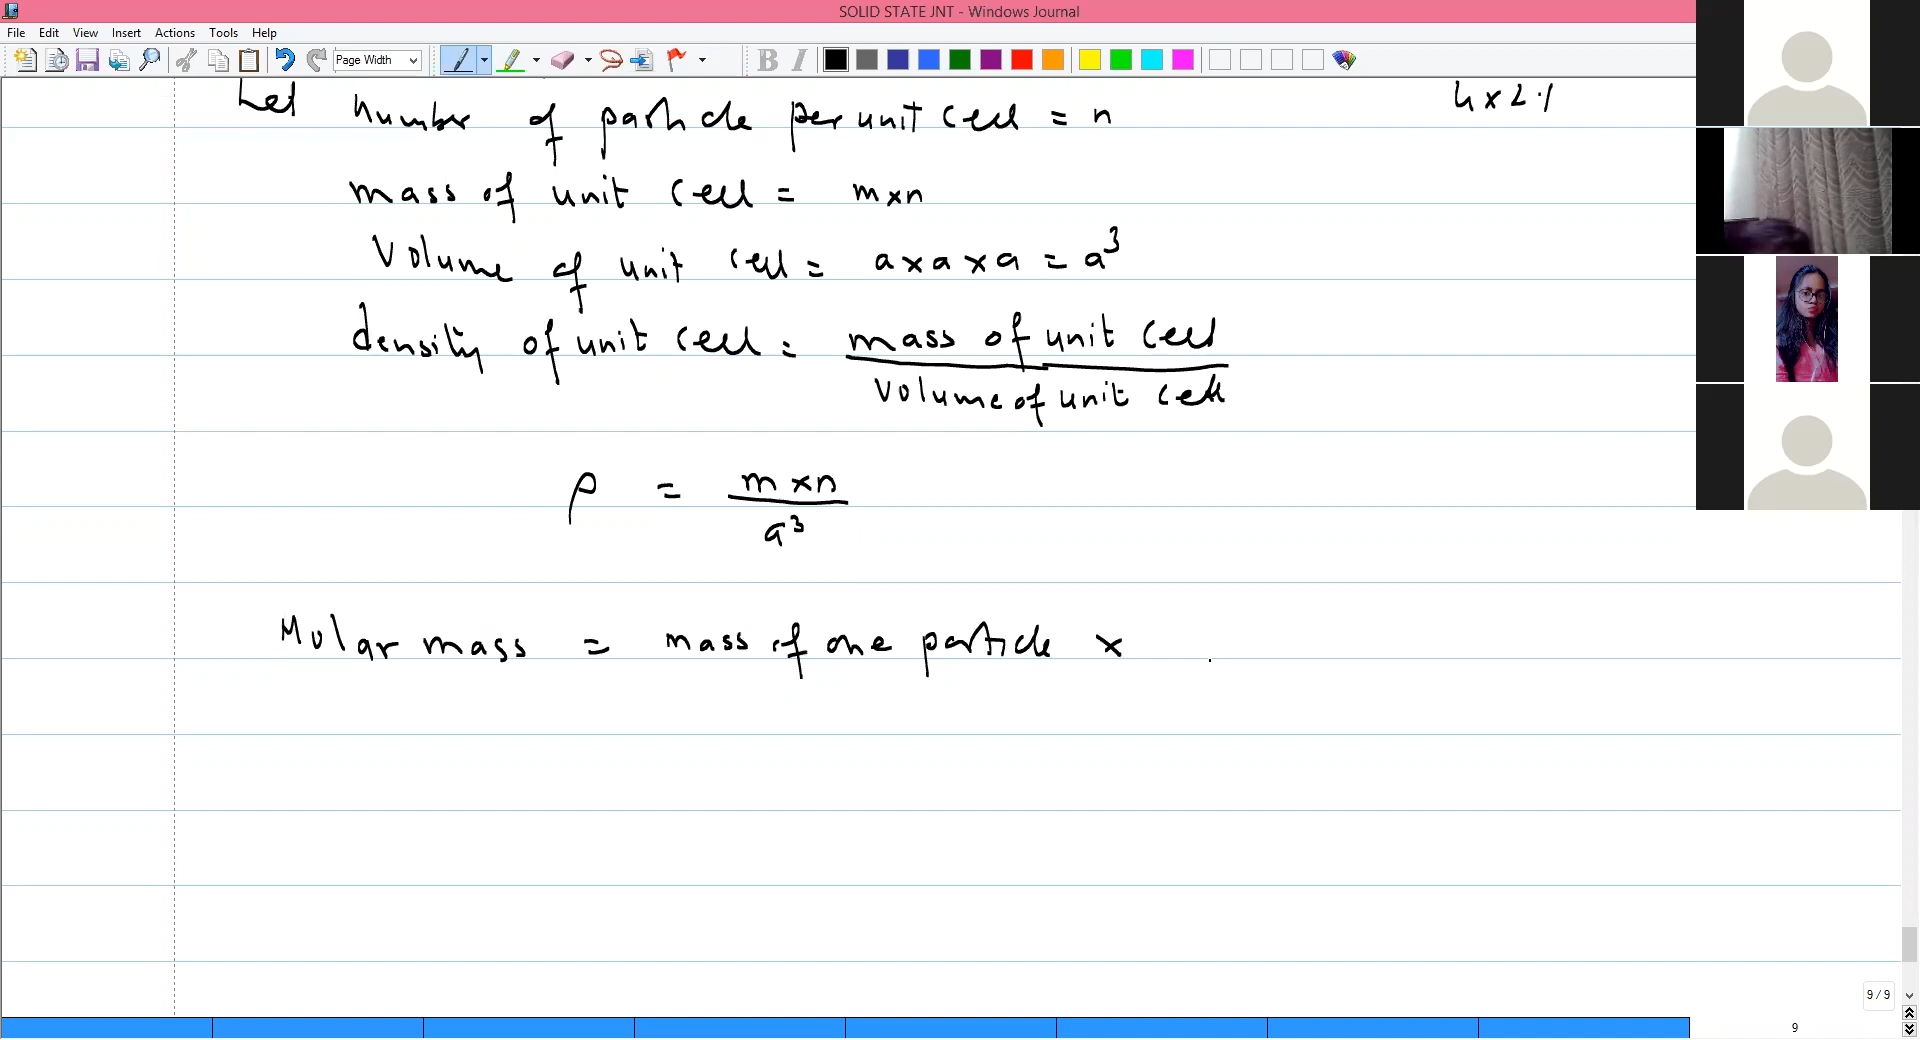 SOLID STATE JNT - Windows Journal
File Edit View Insert Actions Tools Help
Page Width
B I
Let number of particle per unit cell = n
4 × 2 ·1
mass of unit cell = m×n
Volume of unit cell = a×a×a = a³
density of unit cell = mass of unit cell
Volume of unit cell
ρ = m×n
a³
Molar mass = mass of one particle ×
9 / 9
9